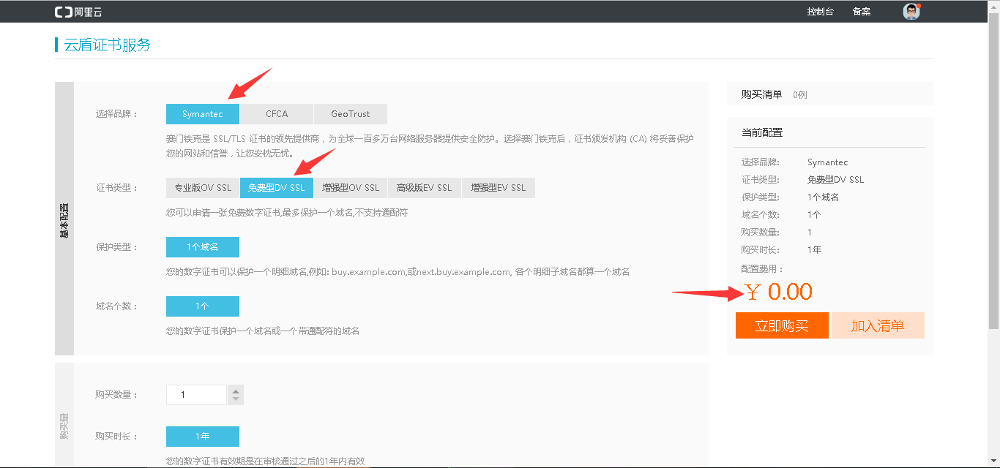 阿里云
控制台 备案
云盾证书服务
基本配置
选择品牌： Symantec CFCA GeoTrust
赛门铁克是 SSL/TLS 证书的领先提供商，为全球一百多万台网络服务器提供安全防护。选择赛门铁克后，证书颁发机构 (CA) 将妥善保护
您的网站和信誉，让您安枕无忧。
证书类型： 专业版OV SSL 免费型DV SSL 增强型OV SSL 高级版EV SSL 增强型EV SSL
您可以申请一张免费数字证书,最多保护一个域名,不支持通配符
保护类型： 1个域名
您的数字证书可以保护一个明细域名,例如: buy.example.com,或next.buy.example.com, 各个明细子域名都算一个域名
域名个数： 1个
您的数字证书保护一个域名或一个带通配符的域名
购买量
购买数量： 1
购买时长： 1年
您的数字证书有效期是在审核通过之后的1年内有效
购买清单 0例
当前配置
选择品牌: Symantec
证书类型: 免费型DV SSL
保护类型: 1个域名
域名个数: 1个
购买数量: 1
购买时长: 1年
配置费用：
¥ 0.00
立即购买 加入清单